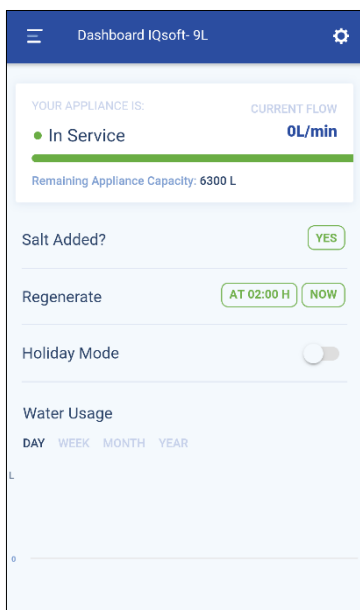 Dashboard IQsoft- 9L
YOUR APPLIANCE IS:
CURRENT FLOW
In Service
0L/min
Remaining Appliance Capacity: 6300 L
Salt Added?
YES
Regenerate
AT 02:00 H
NOW
Holiday Mode
Water Usage
DAY WEEK MONTH YEAR
L
0